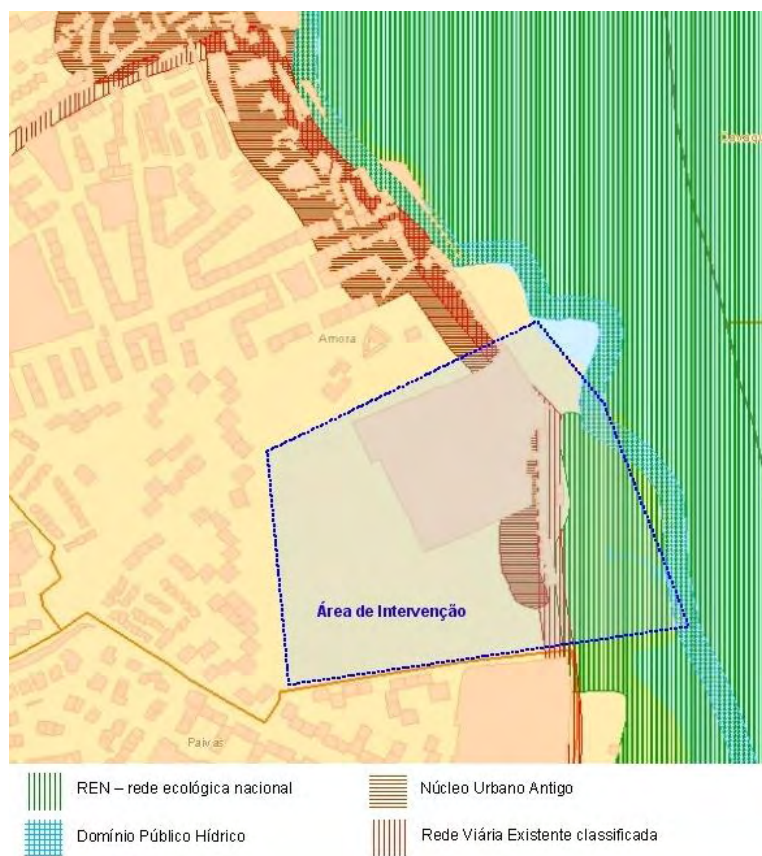 Amora
Área de Intervenção
Paivas
REN – rede ecológica nacional
Núcleo Urbano Antigo
Domínio Público Hídrico
Rede Viária Existente classificada